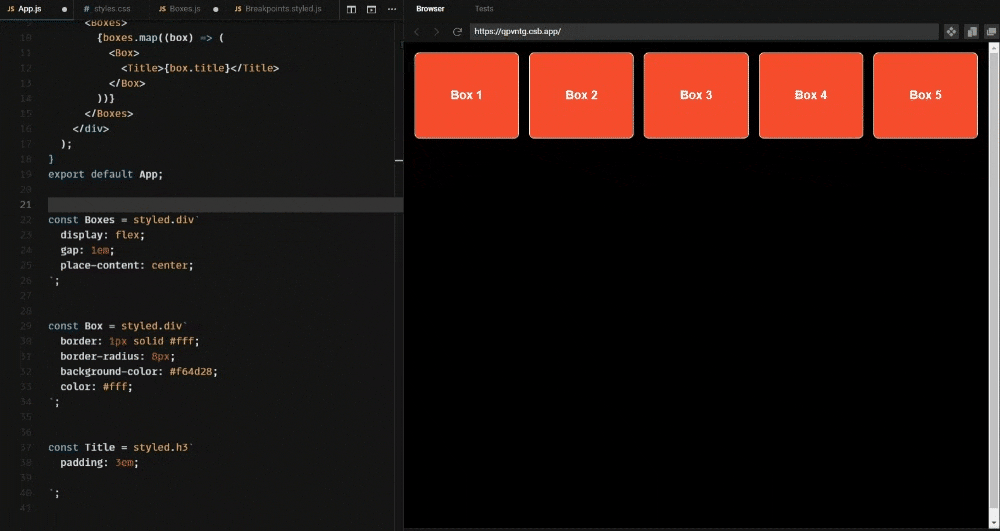 JS App.js
# styles.css
JS Boxes.js
JS Breakpoints.styled.js
9 <Boxes>
10 {boxes.map((box) => (
11 <Box>
12 <Title>{box.title}</Title>
13 </Box>
14 ))}
15 </Boxes>
16 </div>
17 );
18 }
19 export default App;
20
21
22 const Boxes = styled.div`
23 display: flex;
24 gap: 1em;
25 place-content: center;
26 `;
27
28
29 const Box = styled.div`
30 border: 1px solid #fff;
31 border-radius: 8px;
32 background-color: #f64d28;
33 color: #fff;
34 `;
35
36
37 const Title = styled.h3`
38 padding: 3em;
39
40 `;
41
Browser
Tests
https://qpvntg.csb.app/
Box 1
Box 2
Box 3
Box 4
Box 5